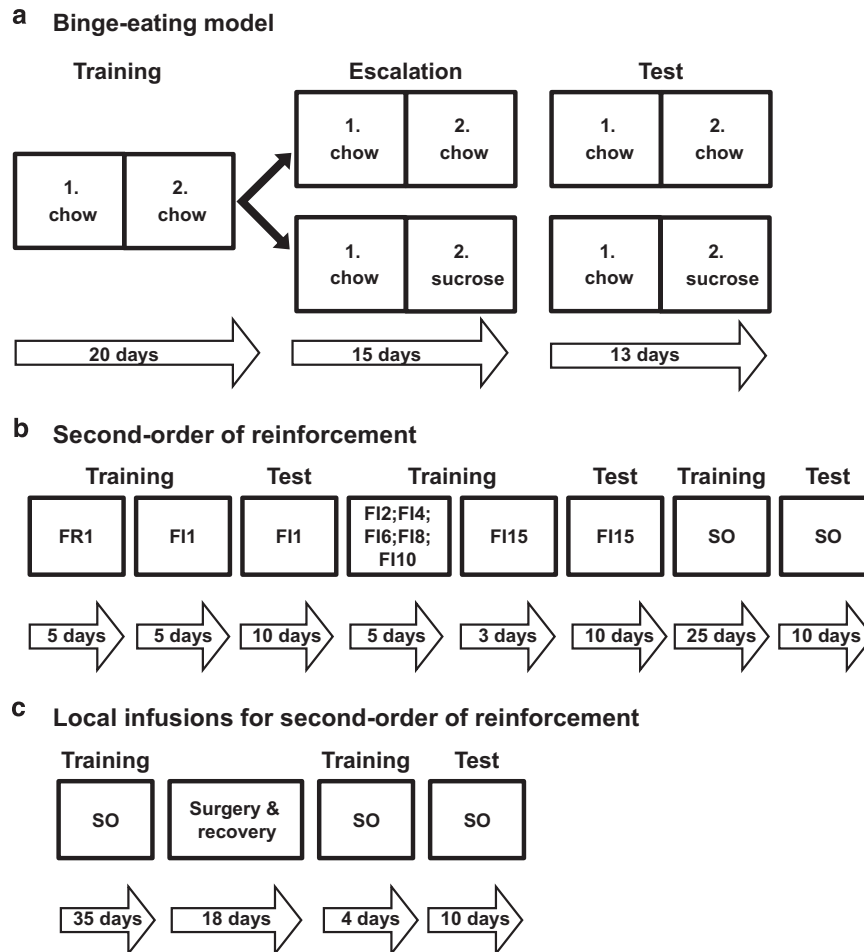 a Binge-eating model
Training Escalation Test
1. chow
2. chow
1. chow
2. chow
1. chow
2. chow
1. chow
2. sucrose
1. chow
2. sucrose
20 days 15 days 13 days
b Second-order of reinforcement
Training Test Training Test Training Test
FR1
FI1
FI1
FI2;FI4;
FI6;FI8;
FI10
FI15
FI15
SO
SO
5 days 5 days 10 days 5 days 3 days 10 days 25 days 10 days
c Local infusions for second-order of reinforcement
Training Training Test
SO
Surgery &
recovery
SO
SO
35 days 18 days 4 days 10 days